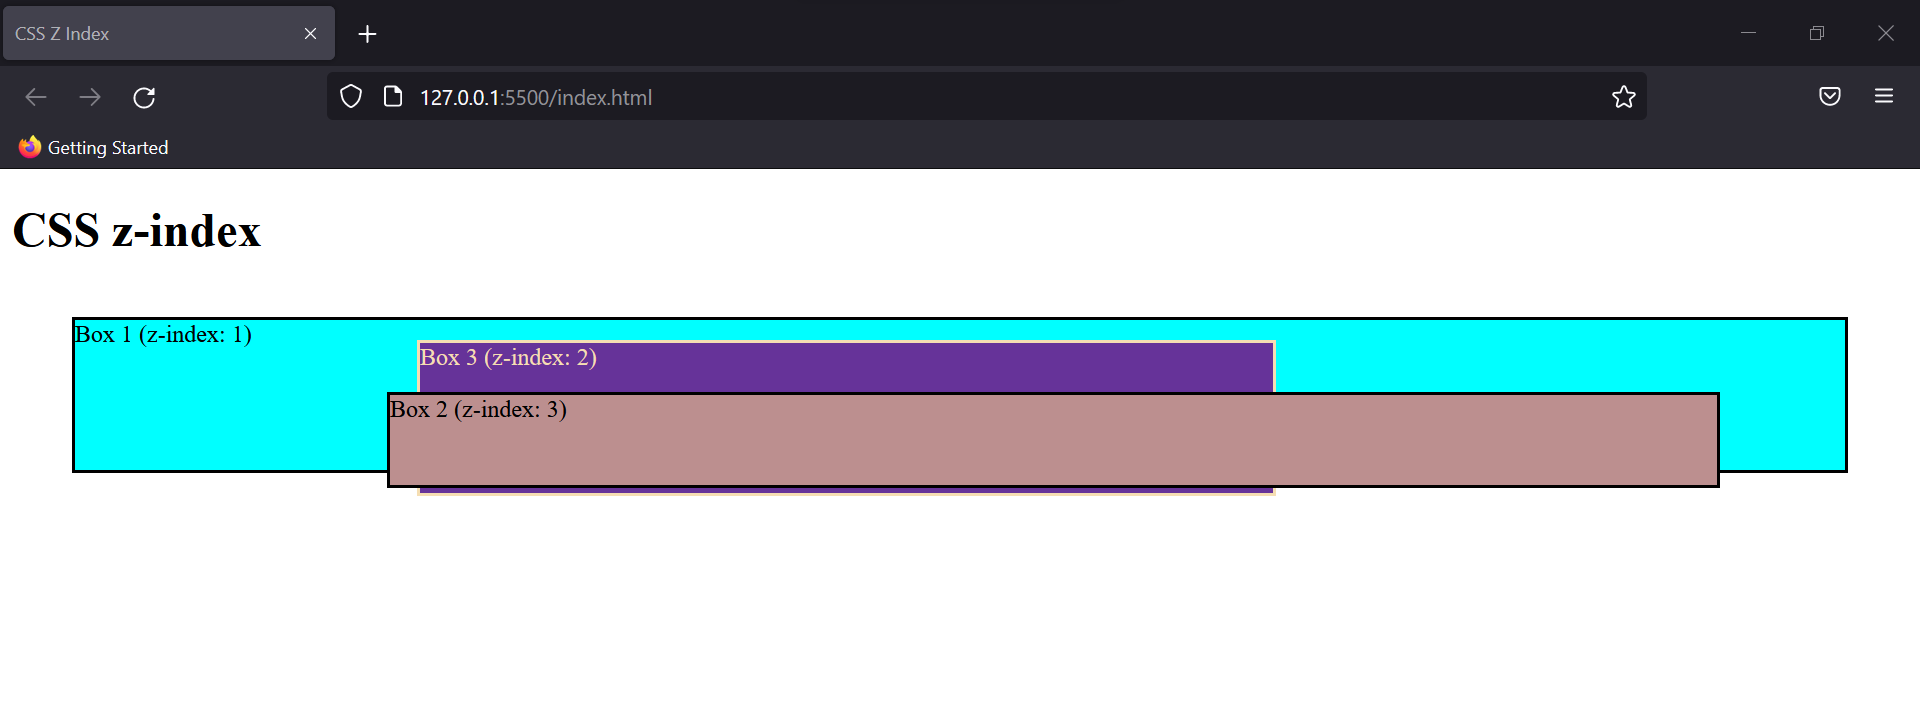 CSS Z Index
127.0.0.1:5500/index.html
Getting Started
CSS z-index
Box 1 (z-index: 1)
Box 3 (z-index: 2)
Box 2 (z-index: 3)